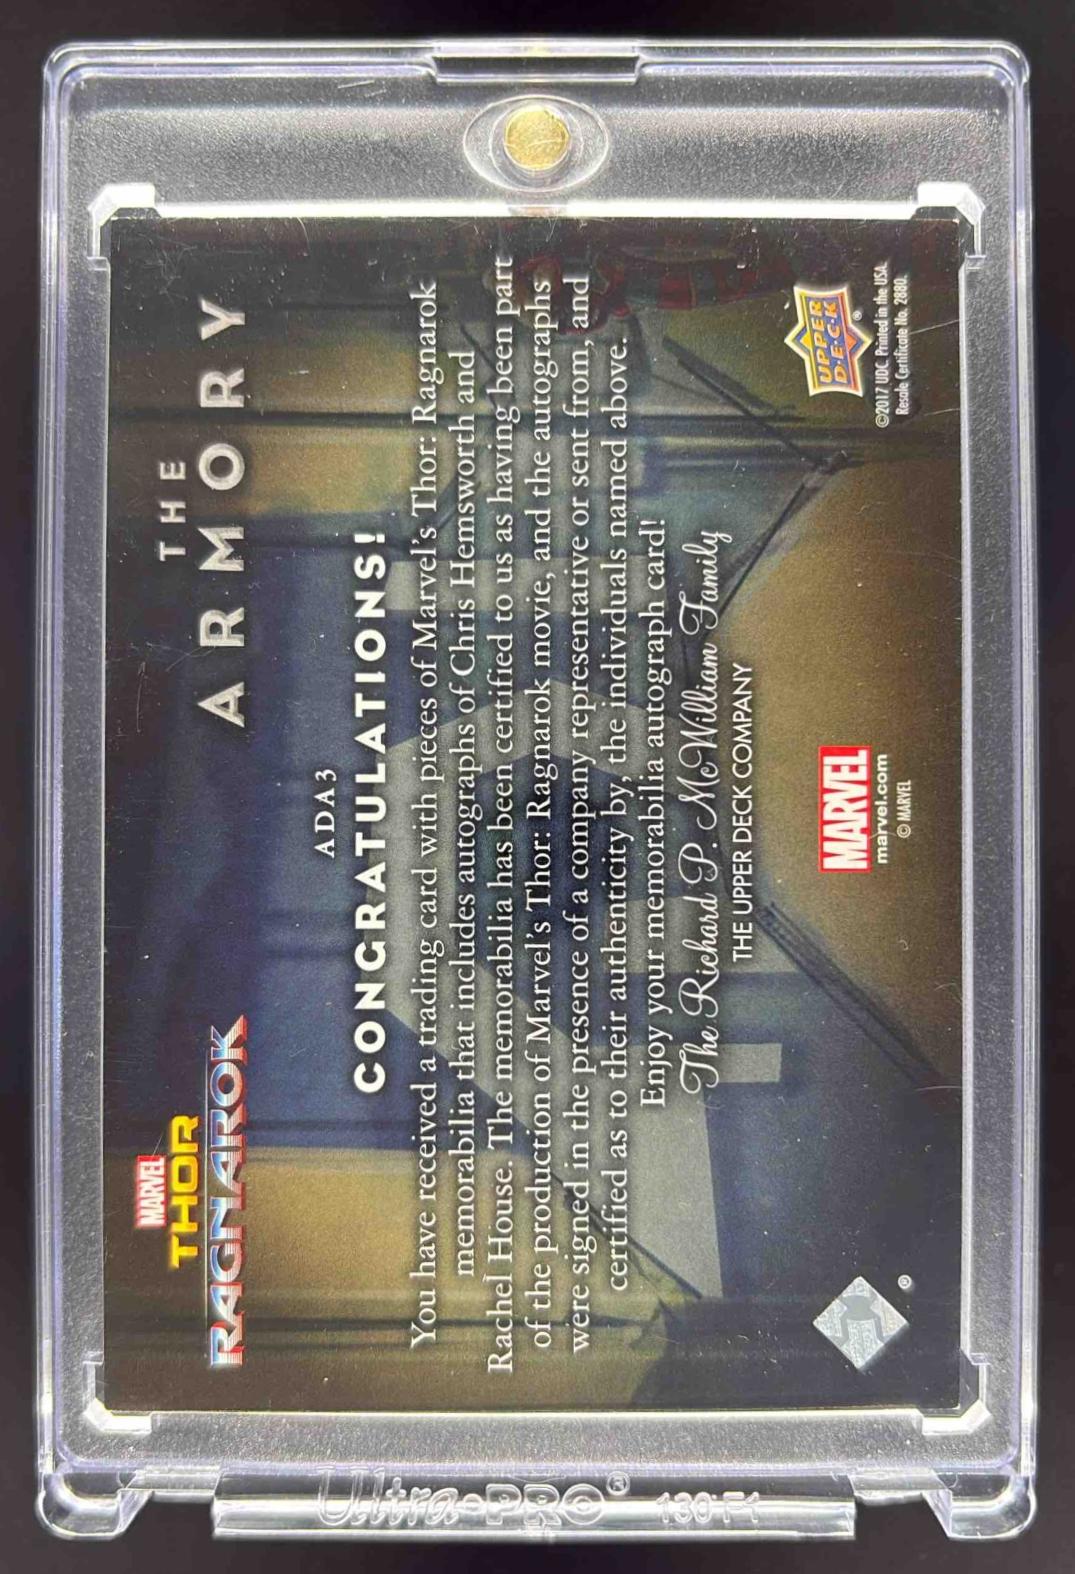 MARVEL
THOR
RAGNAROK
THE
ARMORY
ADA3
CONGRATULATIONS!
You have received a trading card with pieces of Marvel's Thor: Ragnarok
memorabilia that includes autographs of Chris Hemsworth and
Rachel House. The memorabilia has been certified to us as having been part
of the production of Marvel's Thor: Ragnarok movie, and the autographs
were signed in the presence of a company representative or sent from, and
certified as to their authenticity by, the individuals named above.
Enjoy your memorabilia autograph card!
The Richard P. McWilliam Family
THE UPPER DECK COMPANY
®
MARVEL
marvel.com
© MARVEL
UPPER
D·E·C·K
®
©2017 UDC. Printed in the USA.
Resale Certificate No. 2880.
Ultra·PRO®
130PT